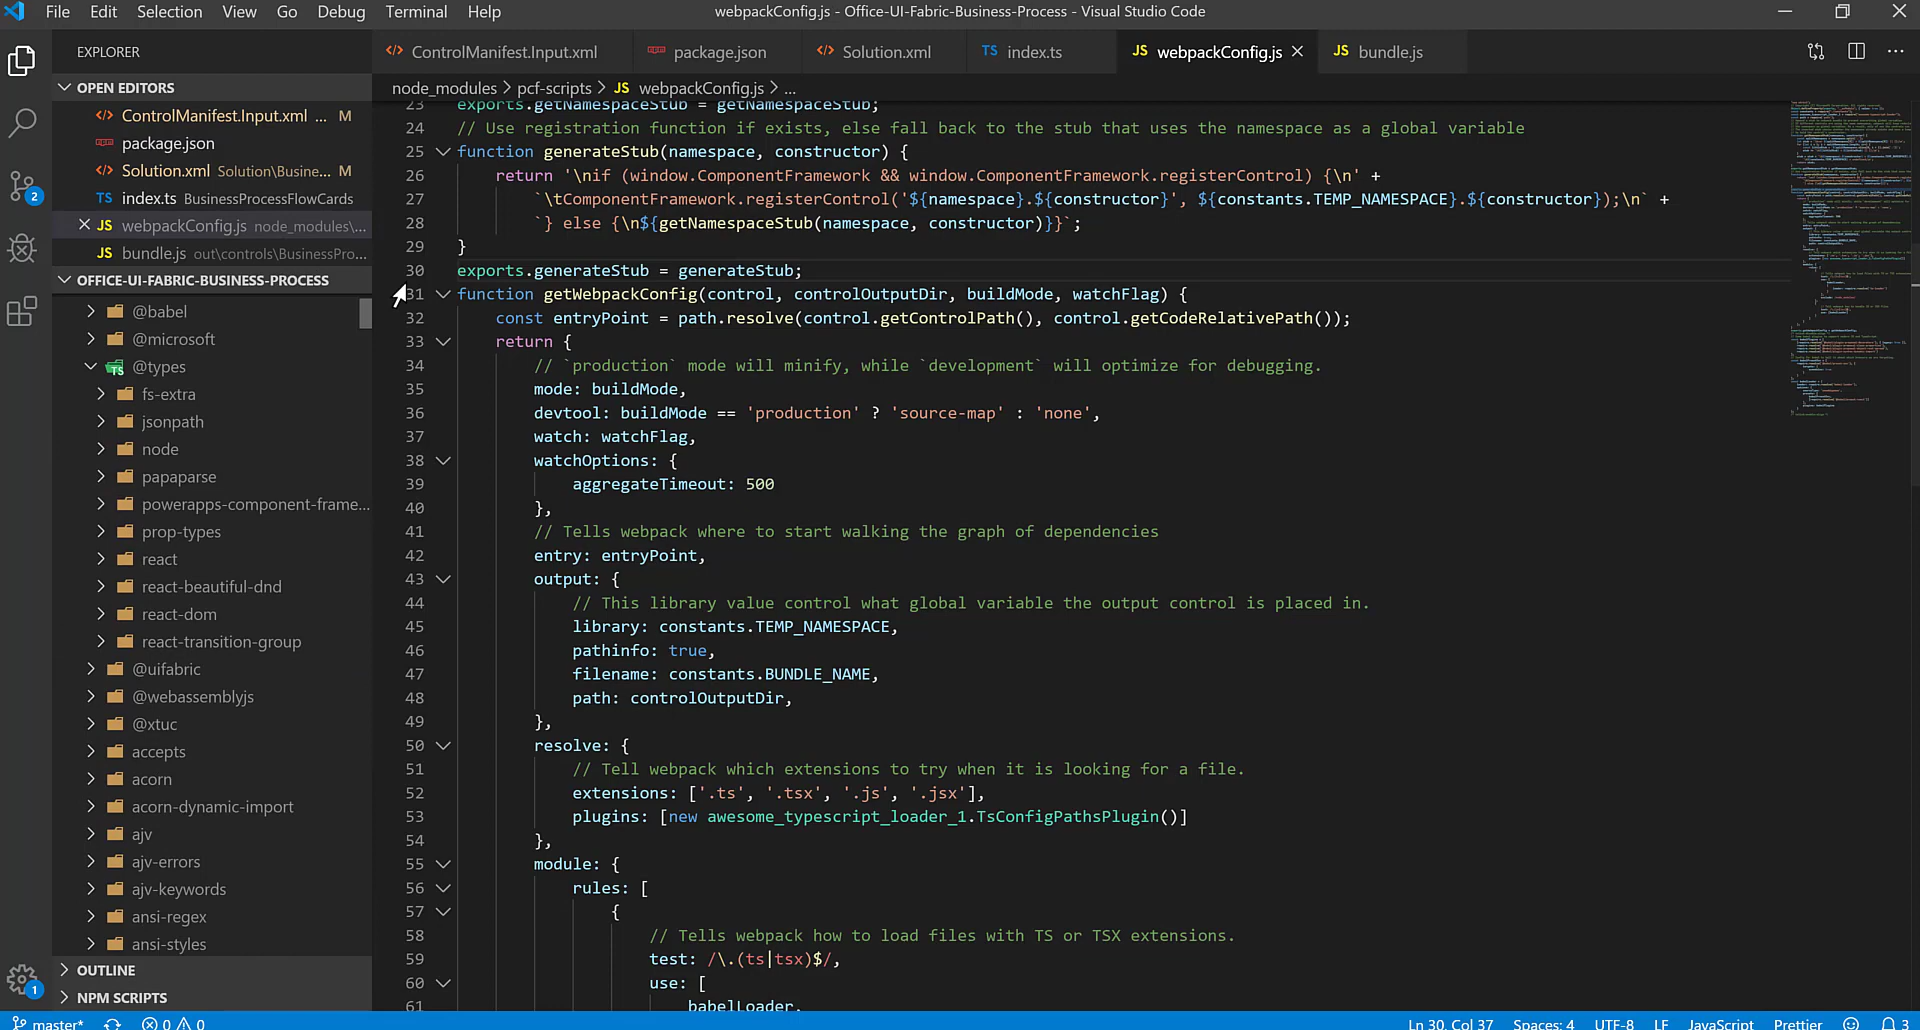 File Edit Selection View Go Debug Terminal Help
webpackConfig.js - Office-UI-Fabric-Business-Process - Visual Studio Code
EXPLORER
ControlManifest.Input.xml
package.json
Solution.xml
TS index.ts
JS webpackConfig.js
JS bundle.js
OPEN EDITORS
ControlManifest.Input.xml ... M
package.json
Solution.xml Solution\Busine... M
TS index.ts BusinessProcessFlowCards
JS webpackConfig.js node_modules\...
JS bundle.js out\controls\BusinessPro...
OFFICE-UI-FABRIC-BUSINESS-PROCESS
@babel
@microsoft
TS @types
fs-extra
jsonpath
node
papaparse
powerapps-component-frame...
prop-types
react
react-beautiful-dnd
react-dom
react-transition-group
@uifabric
@webassemblyjs
@xtuc
accepts
acorn
acorn-dynamic-import
ajv
ajv-errors
ajv-keywords
ansi-regex
ansi-styles
OUTLINE
NPM SCRIPTS
2
1
node_modules > pcf-scripts > JS webpackConfig.js > ...
23 exports.getNamespaceStub = getNamespaceStub;
24 // Use registration function if exists, else fall back to the stub that uses the namespace as a global variable
25 function generateStub(namespace, constructor) {
26 return '\nif (window.ComponentFramework && window.ComponentFramework.registerControl) {\n' +
27 `\tComponentFramework.registerControl('${namespace}.${constructor}', ${constants.TEMP_NAMESPACE}.${constructor});\n` +
28 `} else {\n${getNamespaceStub(namespace, constructor)}}`;
29 }
30 exports.generateStub = generateStub;
31 function getWebpackConfig(control, controlOutputDir, buildMode, watchFlag) {
32 const entryPoint = path.resolve(control.getControlPath(), control.getCodeRelativePath());
33 return {
34 // `production` mode will minify, while `development` will optimize for debugging.
35 mode: buildMode,
36 devtool: buildMode == 'production' ? 'source-map' : 'none',
37 watch: watchFlag,
38 watchOptions: {
39 aggregateTimeout: 500
40 },
41 // Tells webpack where to start walking the graph of dependencies
42 entry: entryPoint,
43 output: {
44 // This library value control what global variable the output control is placed in.
45 library: constants.TEMP_NAMESPACE,
46 pathinfo: true,
47 filename: constants.BUNDLE_NAME,
48 path: controlOutputDir,
49 },
50 resolve: {
51 // Tell webpack which extensions to try when it is looking for a file.
52 extensions: ['.ts', '.tsx', '.js', '.jsx'],
53 plugins: [new awesome_typescript_loader_1.TsConfigPathsPlugin()]
54 },
55 module: {
56 rules: [
57 {
58 // Tells webpack how to load files with TS or TSX extensions.
59 test: /\.(ts|tsx)$/,
60 use: [
61 babelLoader,
master* 0 0 Ln 30, Col 37 Spaces: 4 UTF-8 LF JavaScript Prettier 3